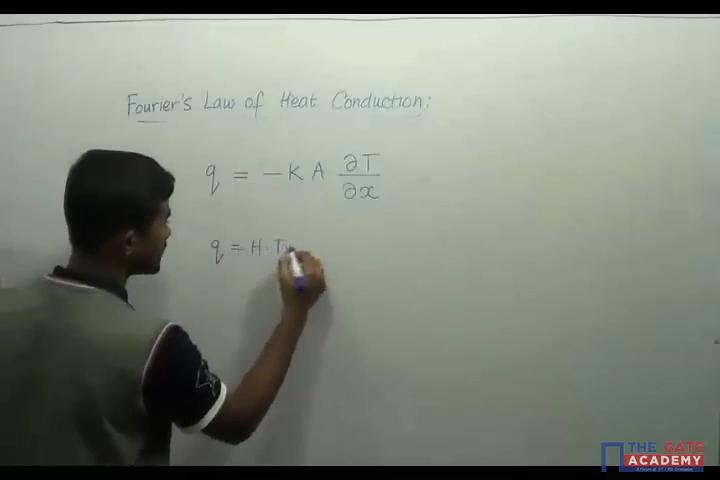 Fourier's Law of Heat Conduction:
q = -K A ∂T/∂x
q = H.T
THE GATE
ACADEMY